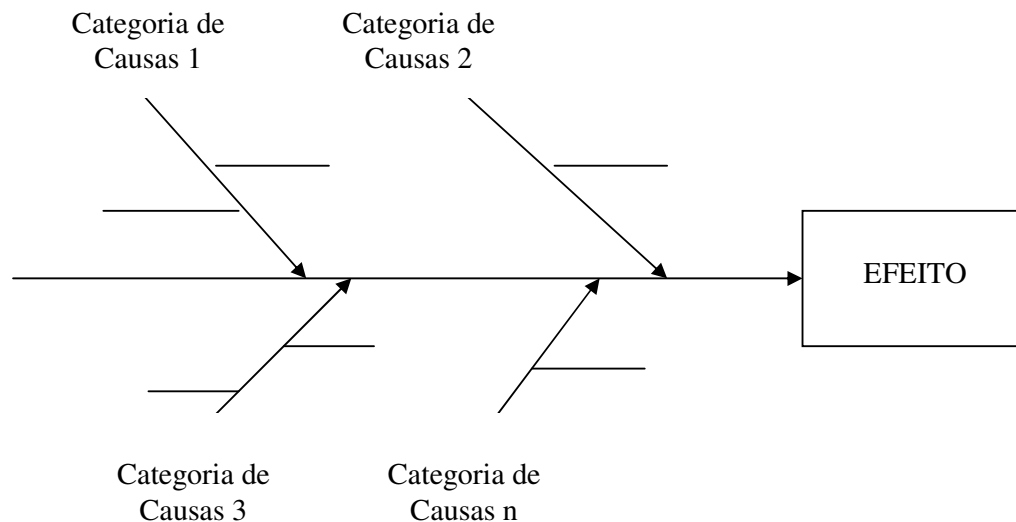 Categoria de
Causas 1
Categoria de
Causas 2
EFEITO
Categoria de
Causas 3
Categoria de
Causas n